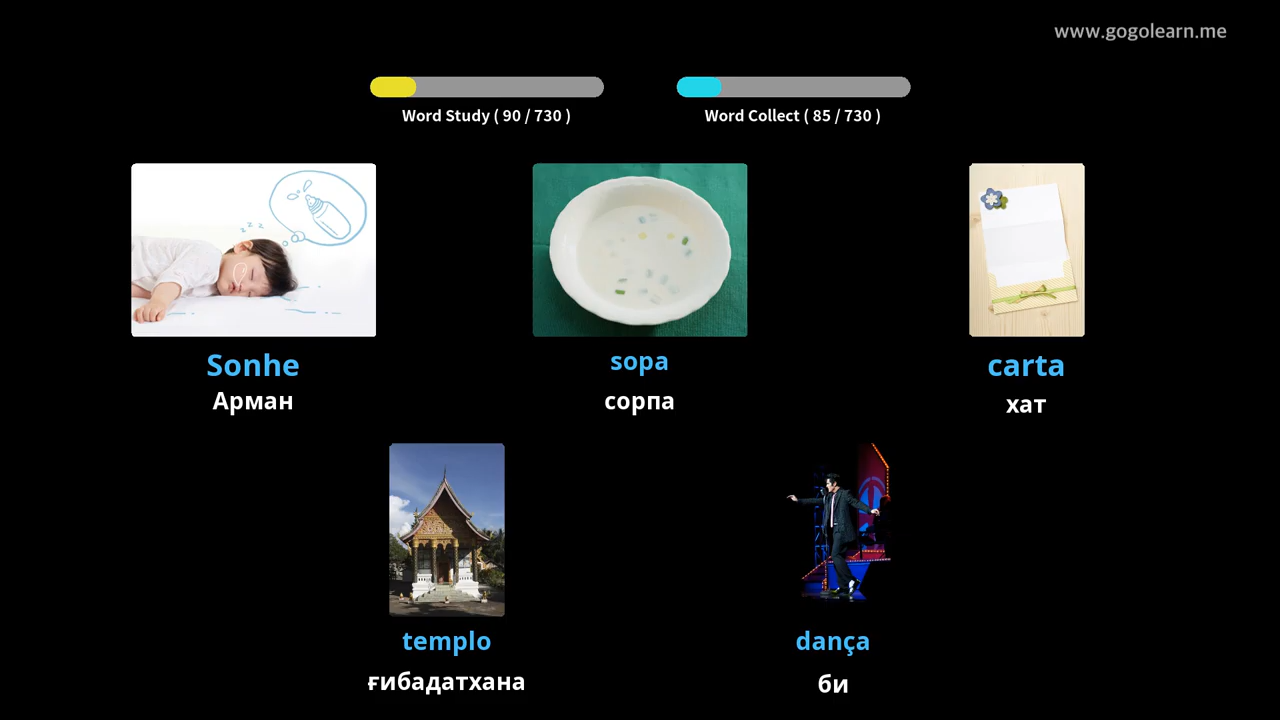 www.gogolearn.me
Word Study ( 90 / 730 )
Word Collect ( 85 / 730 )
z z z
Sonhe
Арман
sopa
сорпа
carta
хат
templo
ғибадатхана
dança
би